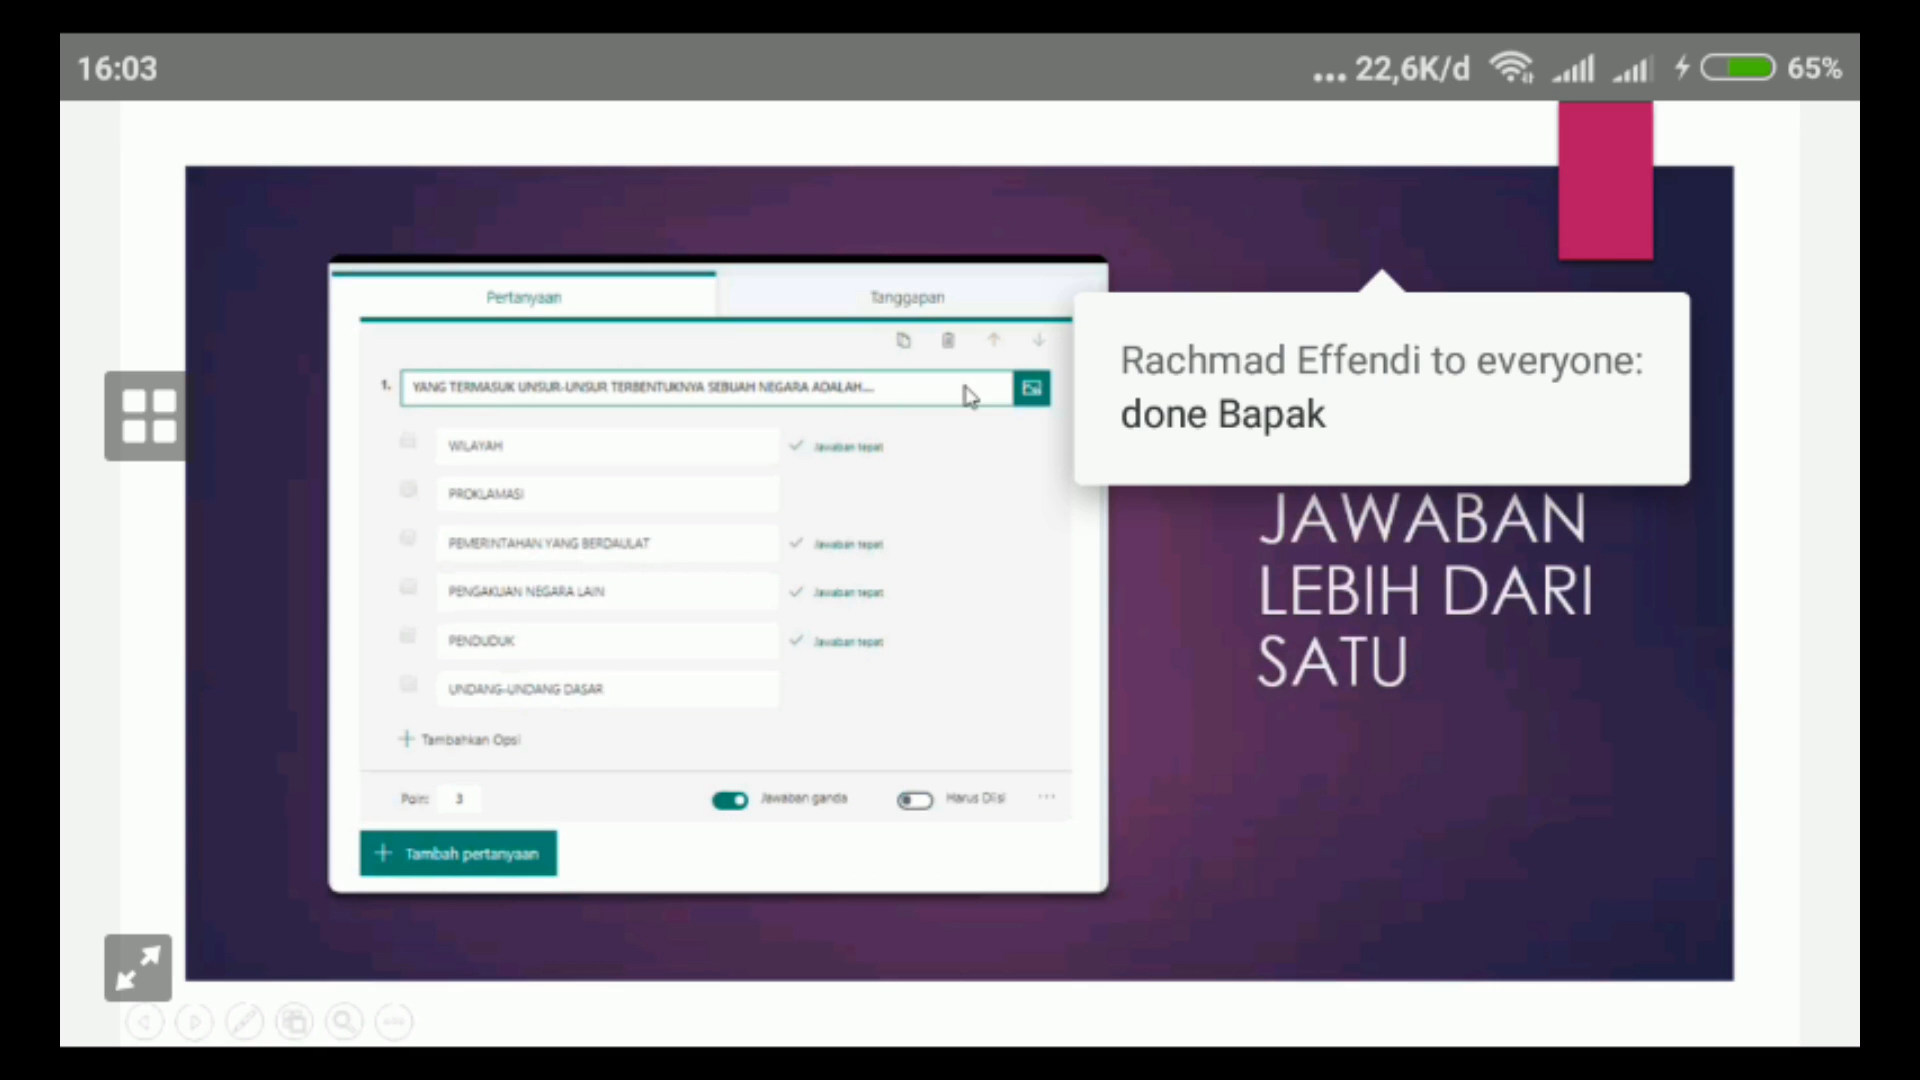 16:03
... 22,6K/d 65%
Pertanyaan
Tanggapan
1. YANG TERMASUK UNSUR-UNSUR TERBENTUKNYA SEBUAH NEGARA ADALAH....
WILAYAH
Jawaban tepat
PROKLAMASI
PEMERINTAHAN YANG BERDAULAT
Jawaban tepat
PENGAKUAN NEGARA LAIN
Jawaban tepat
PENDUDUK
Jawaban tepat
UNDANG-UNDANG DASAR
Tambahkan Opsi
Poin: 3
Jawaban ganda
Harus Diisi
...
Tambah pertanyaan
Rachmad Effendi to everyone:
done Bapak
JAWABAN
LEBIH DARI
SATU